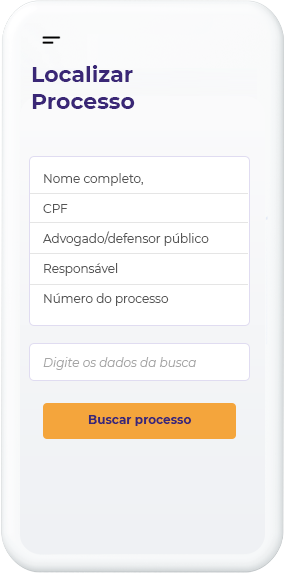 Localizar
Processo
Nome completo,
CPF
Advogado/defensor público
Responsável
Número do processo
Digite os dados da busca
Buscar processo